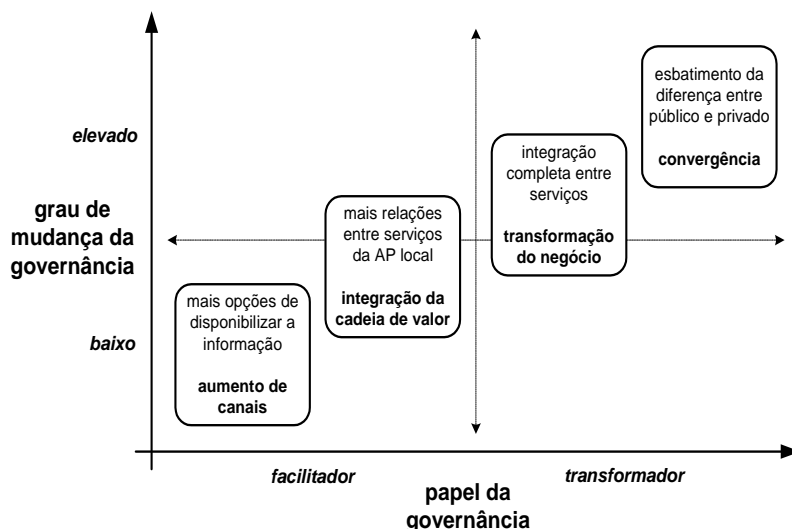 esbatimento da
diferença entre
público e privado
convergência
elevado
integração
completa entre
serviços
transformação
do negócio
grau de
mudança da
governância
mais relações
entre serviços
da AP local
integração da
cadeia de valor
mais opções de
disponibilizar a
informação
aumento de
canais
baixo
facilitador
transformador
papel da
governância